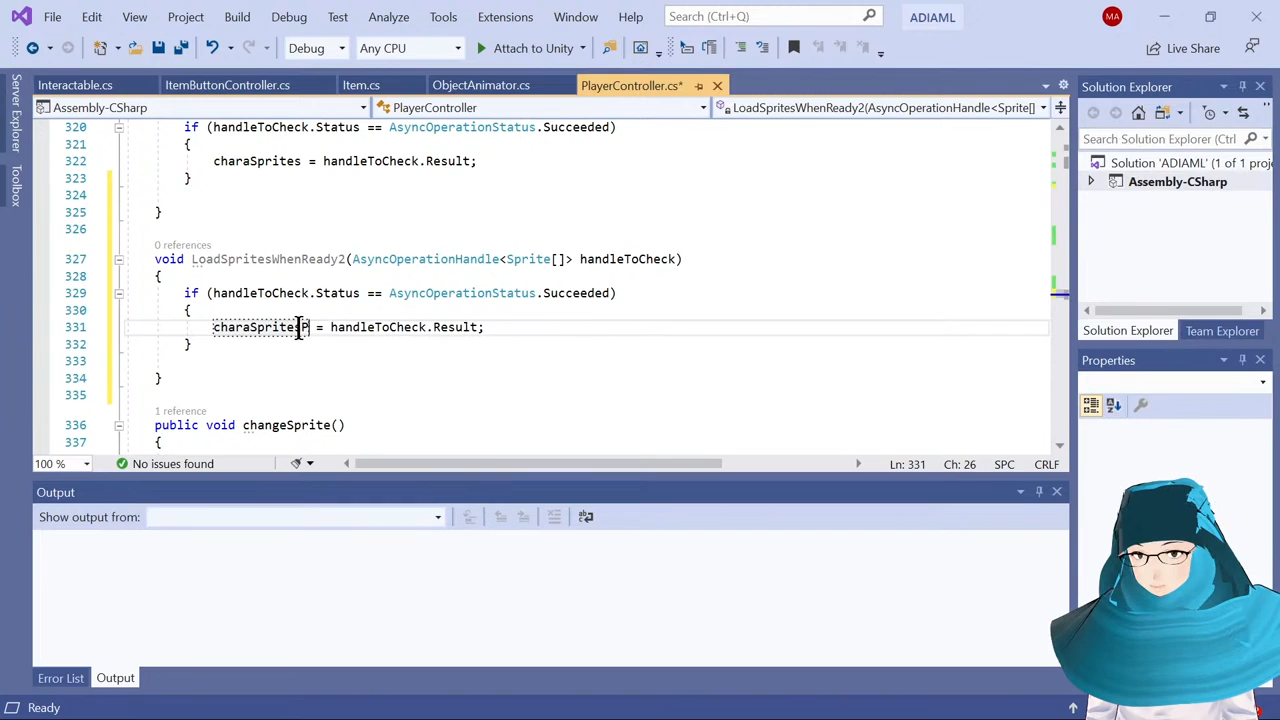 File Edit View Project Build Debug Test Analyze Tools Extensions Window Help Search (Ctrl+Q) ADIAML MA
Debug Any CPU Attach to Unity Live Share
Server Explorer
Toolbox
Interactable.cs ItemButtonController.cs Item.cs ObjectAnimator.cs PlayerController.cs*
Assembly-CSharp PlayerController LoadSpritesWhenReady2(AsyncOperationHandle<Sprite[]
320 if (handleToCheck.Status == AsyncOperationStatus.Succeeded)
321 {
322 charaSprites = handleToCheck.Result;
323 }
324
325 }
326
0 references
327 void LoadSpritesWhenReady2(AsyncOperationHandle<Sprite[]> handleToCheck)
328 {
329 if (handleToCheck.Status == AsyncOperationStatus.Succeeded)
330 {
331 charaSpritesP = handleToCheck.Result;
332 }
333
334 }
335
1 reference
336 public void changeSprite()
337 {
100 % No issues found Ln: 331 Ch: 26 SPC CRLF
Output
Show output from:
Error List Output
Ready
Solution Explorer
Search Solution Explorer (Ctrl
Solution 'ADIAML' (1 of 1 proje
Assembly-CSharp
Solution Explorer Team Explorer
Properties